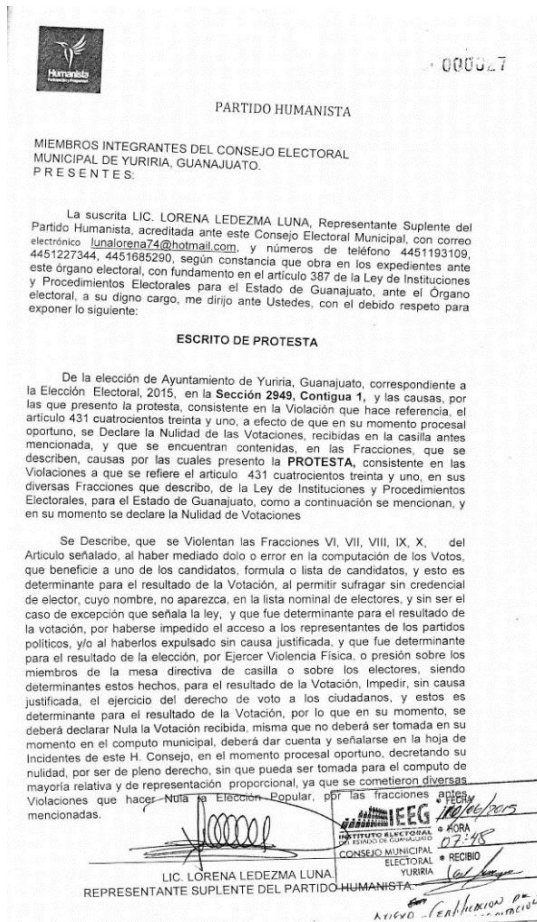 Humanista
000027
PARTIDO HUMANISTA
MIEMBROS INTEGRANTES DEL CONSEJO ELECTORAL
MUNICIPAL DE YURIRIA, GUANAJUATO.
P R E S E N T E S:
La suscrita LIC. LORENA LEDEZMA LUNA, Representante Suplente del
Partido Humanista, acreditada ante este Consejo Electoral Municipal, con correo
electrónico lunalorena74@hotmail.com, y números de teléfono 4451193109,
4451227344, 4451685290, según constancia que obra en los expedientes ante
este órgano electoral, con fundamento en el artículo 387 de la Ley de Instituciones
y Procedimientos Electorales para el Estado de Guanajuato, ante el Órgano
electoral, a su digno cargo, me dirijo ante Ustedes, con el debido respeto para
exponer lo siguiente:
ESCRITO DE PROTESTA
De la elección de Ayuntamiento de Yuriria, Guanajuato, correspondiente a
la Elección Electoral, 2015, en la Sección 2949, Contigua 1, y las causas, por
las que presento la protesta, consistente en la Violación que hace referencia, el
artículo 431 cuatrocientos treinta y uno, a efecto de que en su momento procesal
oportuno, se Declare la Nulidad de las Votaciones, recibidas en la casilla antes
mencionada, y que se encuentran contenidas, en las Fracciones, que se
describen, causas por las cuales presento la PROTESTA, consistente en las
Violaciones a que se refiere el articulo 431 cuatrocientos treinta y uno, en sus
diversas Fracciones que describo, de la Ley de Instituciones y Procedimientos
Electorales, para el Estado de Guanajuato, como a continuación se mencionan, y
en su momento se declare la Nulidad de Votaciones
Se Describe, que se Violentan las Fracciones VI, VII, VIII, IX, X, del
Articulo señalado, al haber mediado dolo o error en la computación de los Votos,
que beneficie a uno de los candidatos, formula o lista de candidatos, y esto es
determinante para el resultado de la Votación, al permitir sufragar sin credencial
de elector, cuyo nombre, no aparezca, en la lista nominal de electores, y sin ser el
caso de excepción que señala la ley, y que fue determinante para el resultado de
la votación, por haberse impedido el acceso a los representantes de los partidos
políticos, y/o al haberlos expulsado sin causa justificada, y que fue determinante
para el resultado de la elección, por Ejercer Violencia Física, o presión sobre los
miembros de la mesa directiva de casilla o sobre los electores, siendo
determinantes estos hechos, para el resultado de la Votación, Impedir, sin causa
justificada, el ejercicio del derecho de voto a los ciudadanos, y estos es
determinante para el resultado de la Votación, por lo que en su momento, se
deberá declarar Nula la Votación recibida, misma que no deberá ser tomada en su
momento en el computo municipal, deberá dar cuenta y señalarse en la hoja de
Incidentes de este H. Consejo, en el momento procesal oportuno, decretando su
nulidad, por ser de pleno derecho, sin que pueda ser tomada para el computo de
mayoría relativa y de representación proporcional, ya que se cometieron diversas
Violaciones que hacer Nula la Elección Popular, por las fracciones antes
mencionadas.
IEEG
INSTITUTO ELECTORAL
DEL ESTADO DE GUANAJUATO
CONSEJO MUNICIPAL
ELECTORAL
YURIRIA
FECHA
10/06/2015
HORA
07:48
RECIBIO
LIC. LORENA LEDEZMA LUNA.
REPRESENTANTE SUPLENTE DEL PARTIDO HUMANISTA.